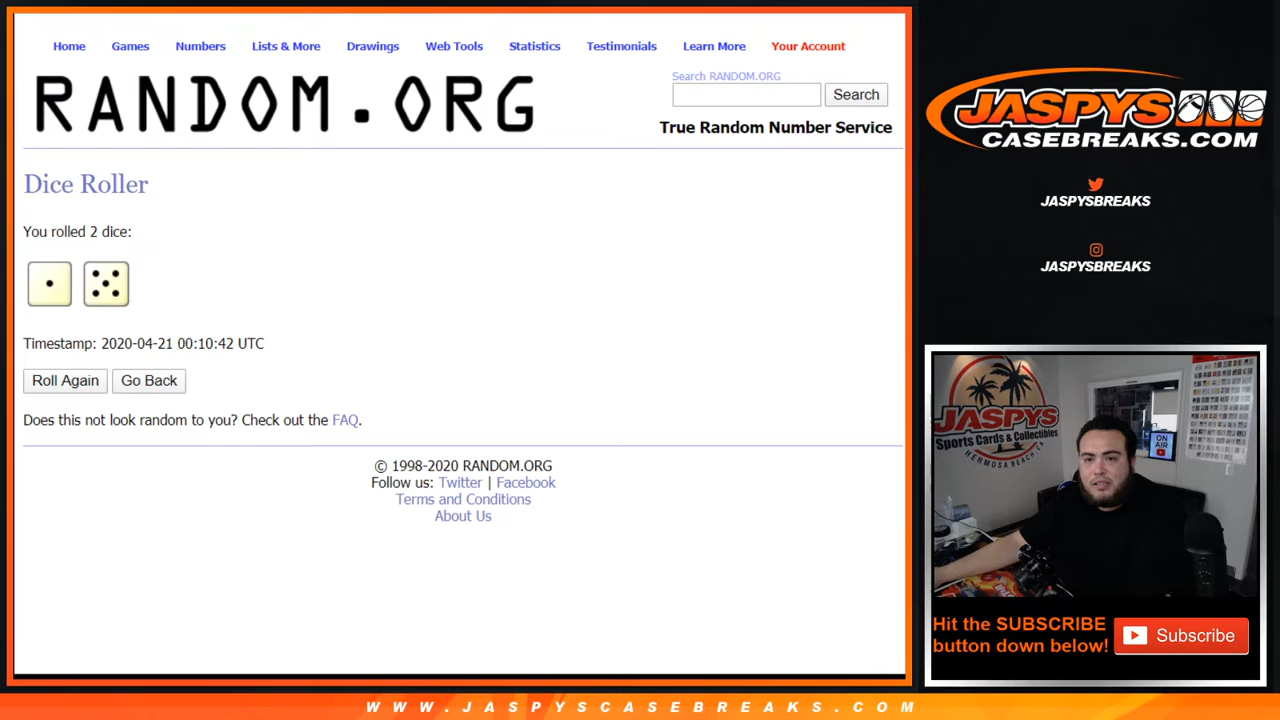 Home Games Numbers Lists & More Drawings Web Tools Statistics Testimonials Learn More Your Account
RANDOM.ORG
Search RANDOM.ORG
Search
True Random Number Service
Dice Roller
You rolled 2 dice:
Timestamp: 2020-04-21 00:10:42 UTC
Roll Again Go Back
Does this not look random to you? Check out the FAQ.
© 1998-2020 RANDOM.ORG
Follow us: Twitter | Facebook
Terms and Conditions
About Us
JASPYS
CASEBREAKS.COM
JASPYSBREAKS
JASPYSBREAKS
JASPYS
Sports Cards & Collectibles
HERMOSA BEACH, CA
ON
AIR
Hit the SUBSCRIBE
button down below!
Subscribe
WWW.JASPYSCASEBREAKS.COM